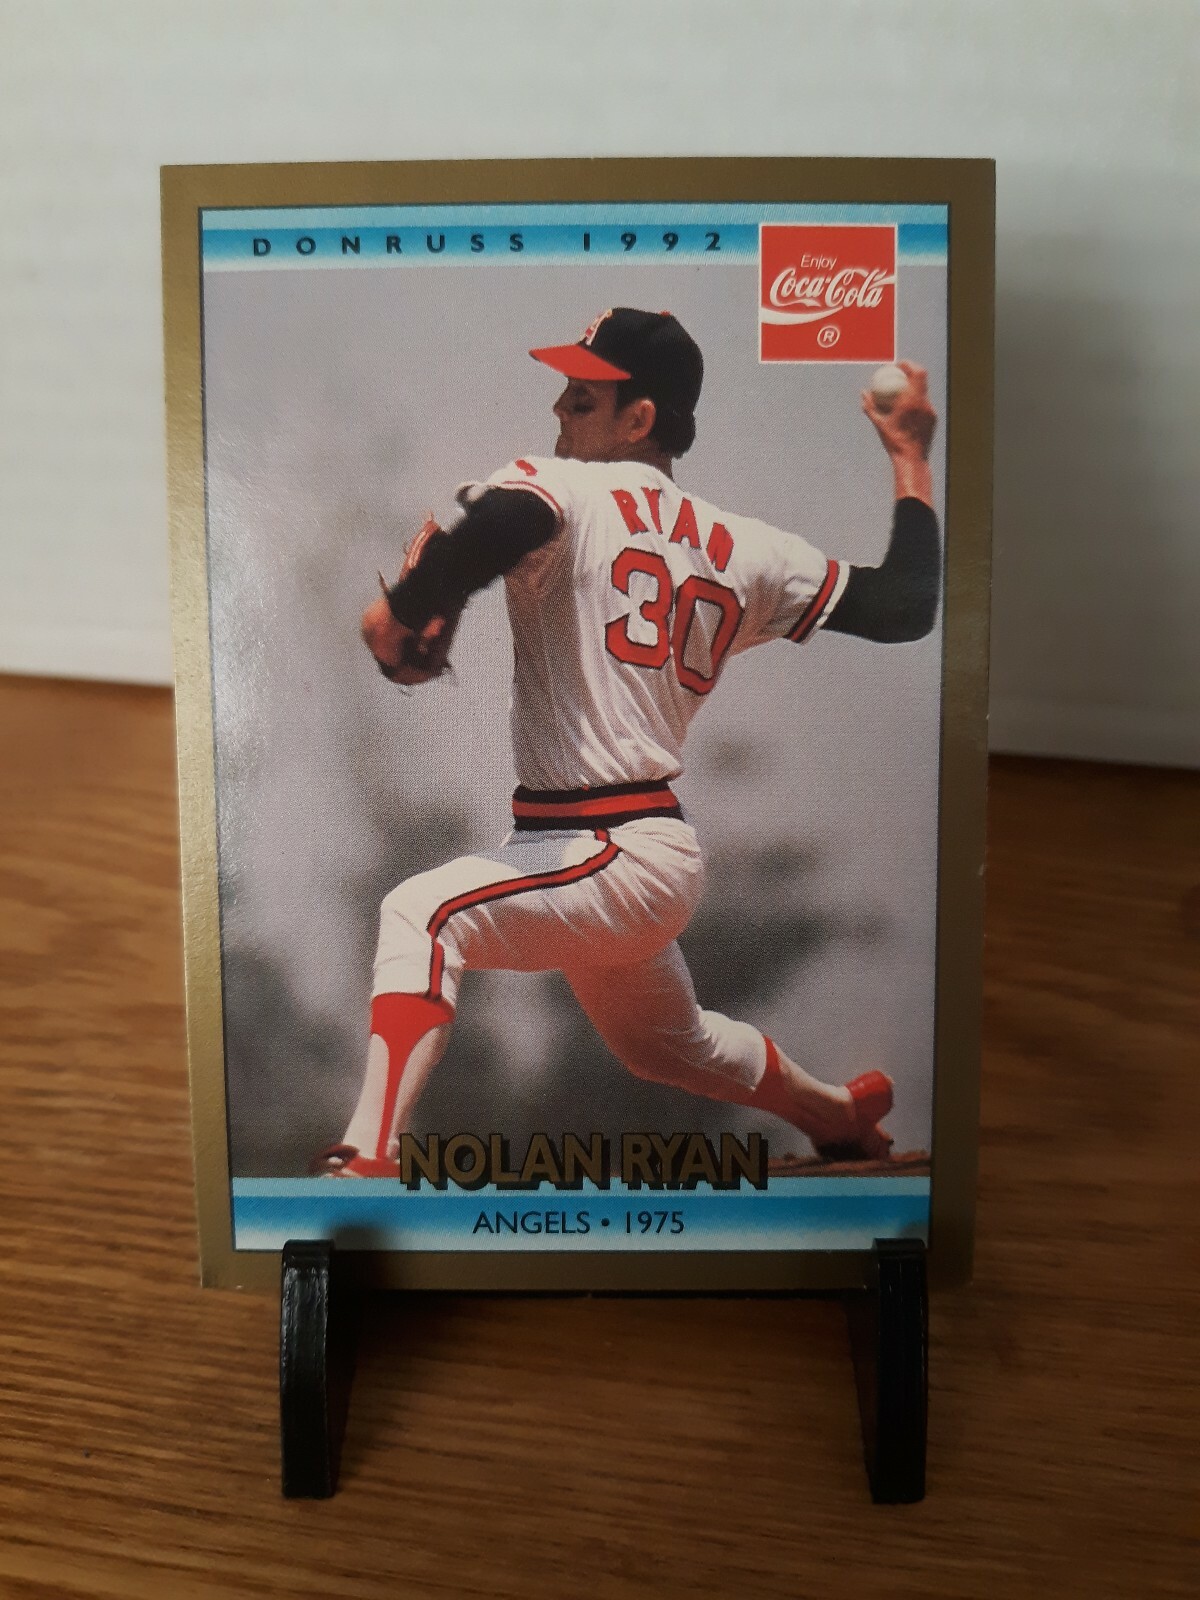 DONRUSS 1992
Enjoy
Coca-Cola
®
RYAN
30
NOLAN RYAN
ANGELS • 1975